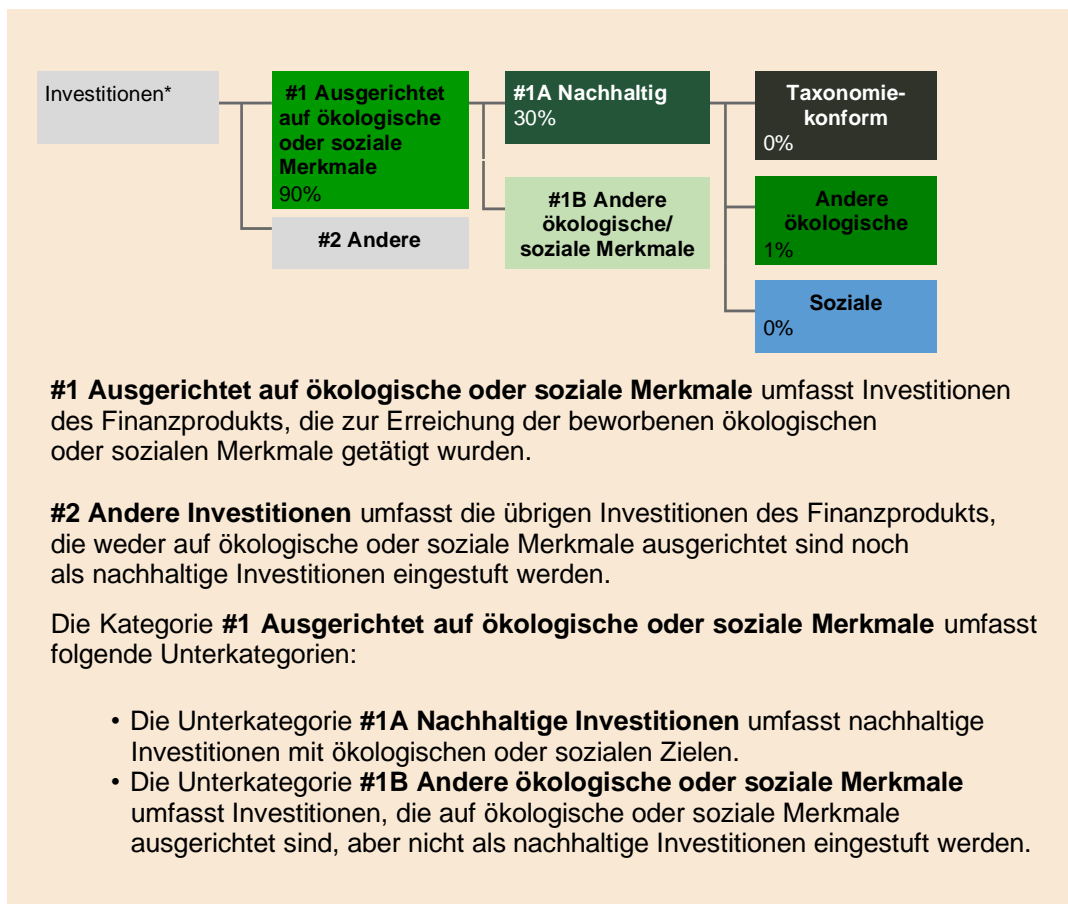 Investitionen*
#1 Ausgerichtet
auf ökologische
oder soziale
Merkmale
90%
#2 Andere
#1A Nachhaltig
30%
#1B Andere
ökologische/
soziale Merkmale
Taxonomie-
konform
0%
Andere
ökologische
1%
Soziale
0%
#1 Ausgerichtet auf ökologische oder soziale Merkmale umfasst Investitionen
des Finanzprodukts, die zur Erreichung der beworbenen ökologischen
oder sozialen Merkmale getätigt wurden.
#2 Andere Investitionen umfasst die übrigen Investitionen des Finanzprodukts,
die weder auf ökologische oder soziale Merkmale ausgerichtet sind noch
als nachhaltige Investitionen eingestuft werden.
Die Kategorie #1 Ausgerichtet auf ökologische oder soziale Merkmale umfasst
folgende Unterkategorien:
• Die Unterkategorie #1A Nachhaltige Investitionen umfasst nachhaltige
Investitionen mit ökologischen oder sozialen Zielen.
• Die Unterkategorie #1B Andere ökologische oder soziale Merkmale
umfasst Investitionen, die auf ökologische oder soziale Merkmale
ausgerichtet sind, aber nicht als nachhaltige Investitionen eingestuft werden.